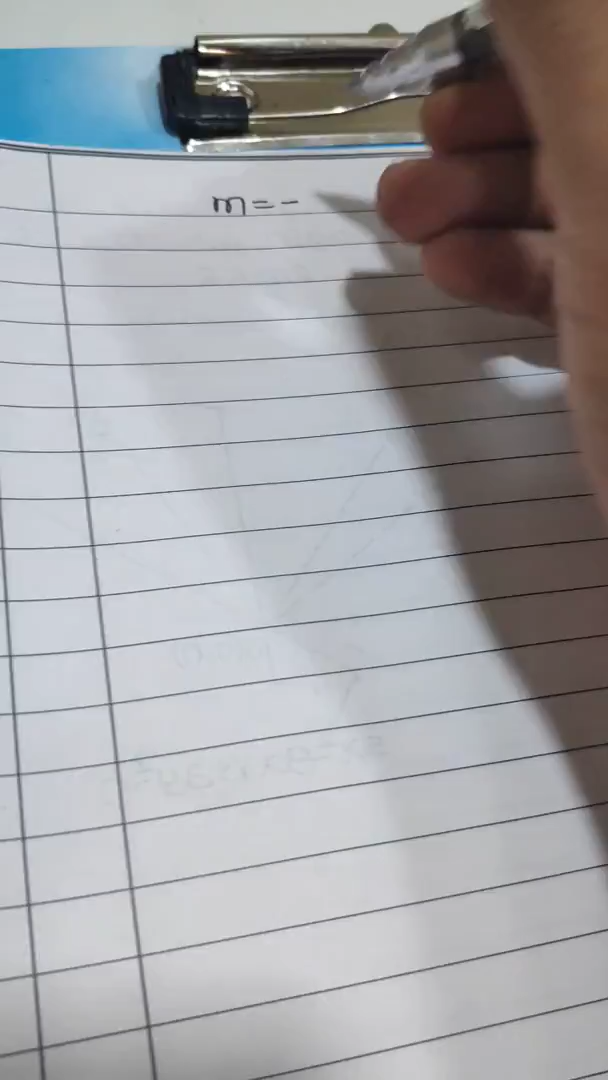 m = -